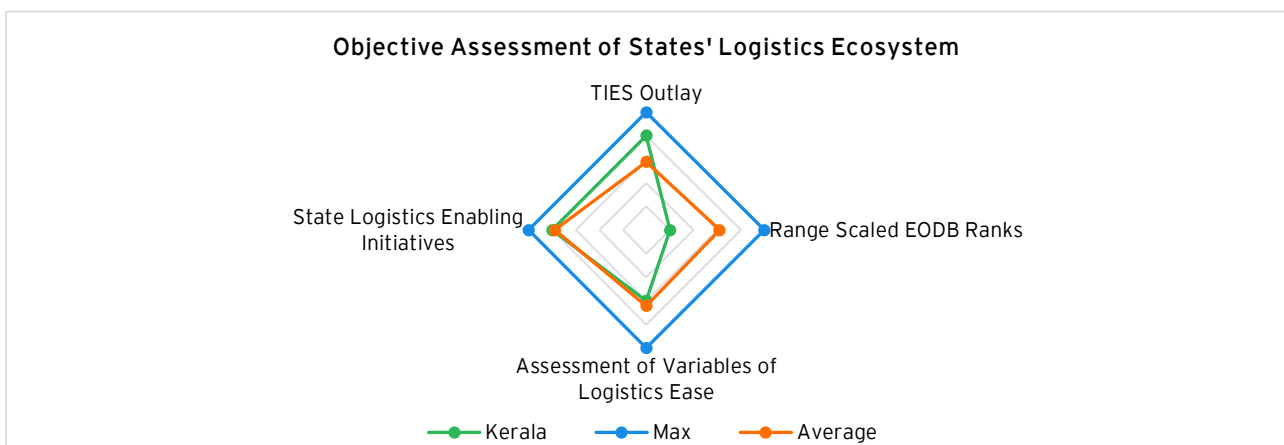 Objective Assessment of States' Logistics Ecosystem
TIES Outlay
State Logistics Enabling
Initiatives
Range Scaled EODB Ranks
Assessment of Variables of
Logistics Ease
Kerala Max Average